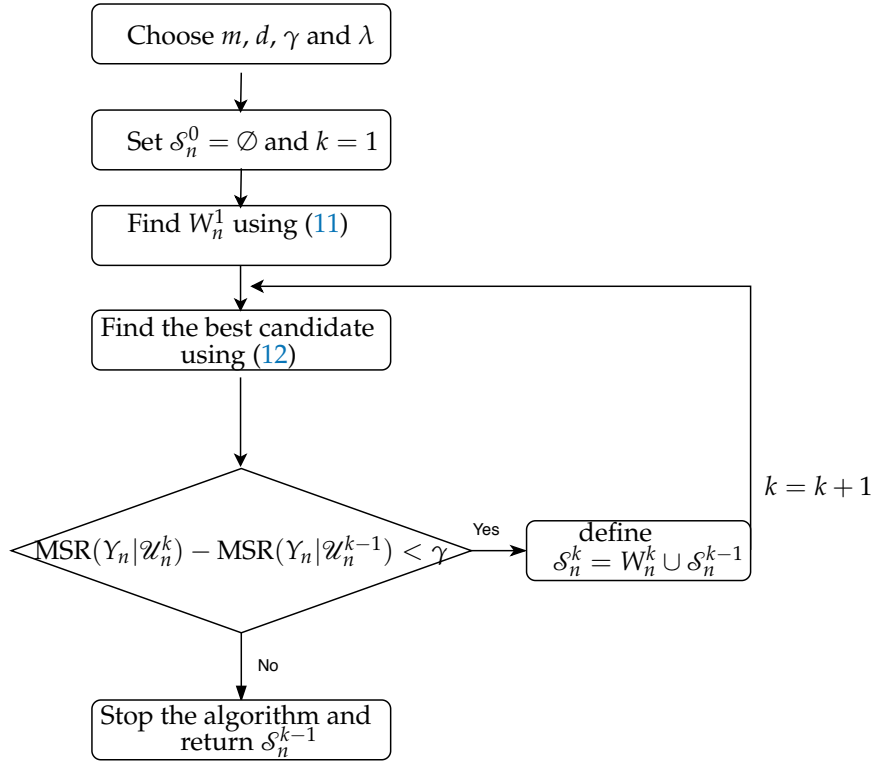 Choose m, d, γ and λ
Set 𝒮_n^0 = ∅ and k = 1
Find W_n^1 using (11)
Find the best candidate
using (12)
k = k + 1
MSR(Y_n|𝒰_n^k) − MSR(Y_n|𝒰_n^{k−1}) < γ
Yes
define
𝒮_n^k = W_n^k ∪ 𝒮_n^{k−1}
No
Stop the algorithm and
return 𝒮_n^{k−1}